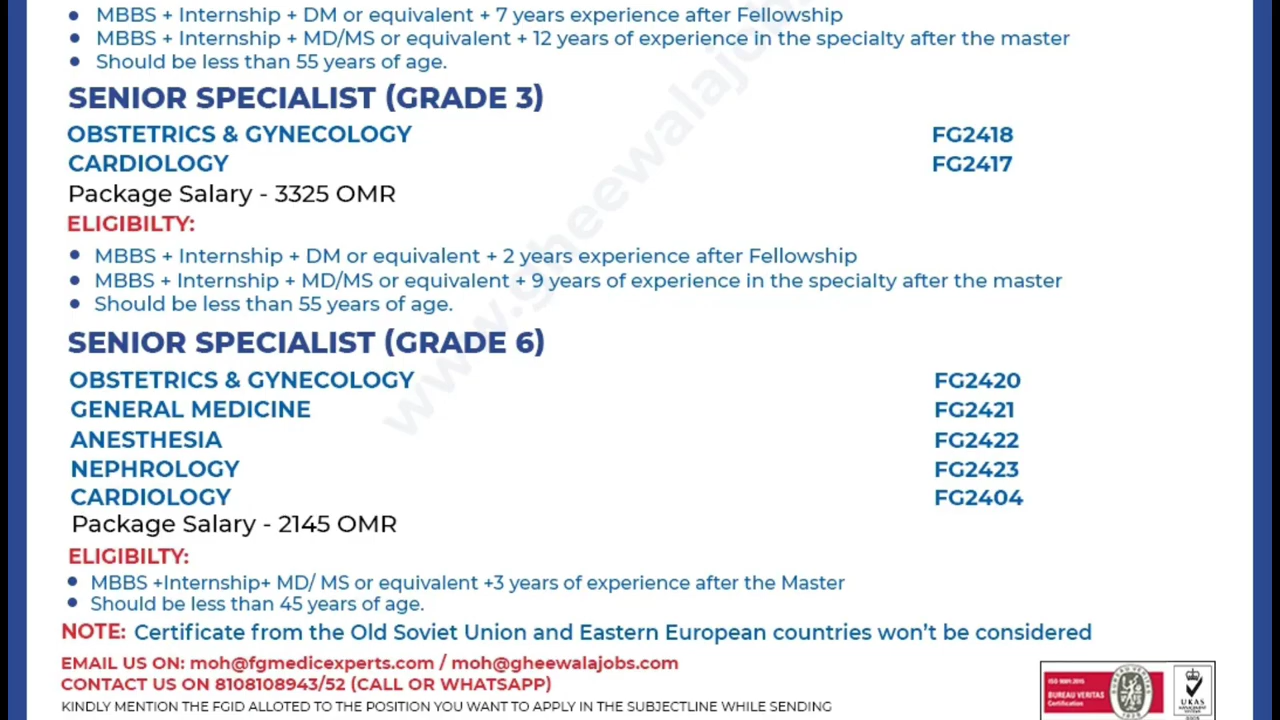 MBBS + Internship + DM or equivalent + 7 years experience after Fellowship
MBBS + Internship + MD/MS or equivalent + 12 years of experience in the specialty after the master
Should be less than 55 years of age.
SENIOR SPECIALIST (GRADE 3)
OBSTETRICS & GYNECOLOGY FG2418
CARDIOLOGY FG2417
Package Salary - 3325 OMR
ELIGIBILTY:
MBBS + Internship + DM or equivalent + 2 years experience after Fellowship
MBBS + Internship + MD/MS or equivalent + 9 years of experience in the specialty after the master
Should be less than 55 years of age.
SENIOR SPECIALIST (GRADE 6)
OBSTETRICS & GYNECOLOGY FG2420
GENERAL MEDICINE FG2421
ANESTHESIA FG2422
NEPHROLOGY FG2423
CARDIOLOGY FG2404
Package Salary - 2145 OMR
ELIGIBILTY:
MBBS +Internship+ MD/ MS or equivalent +3 years of experience after the Master
Should be less than 45 years of age.
NOTE: Certificate from the Old Soviet Union and Eastern European countries won't be considered
EMAIL US ON: moh@fgmedicexperts.com / moh@gheewalajobs.com
CONTACT US ON 8108108943/52 (CALL OR WHATSAPP)
KINDLY MENTION THE FGID ALLOTED TO THE POSITION YOU WANT TO APPLY IN THE SUBJECTLINE WHILE SENDING
www.gheewalajob
ISO 9001:2015
BUREAU VERITAS
Certification
UKAS